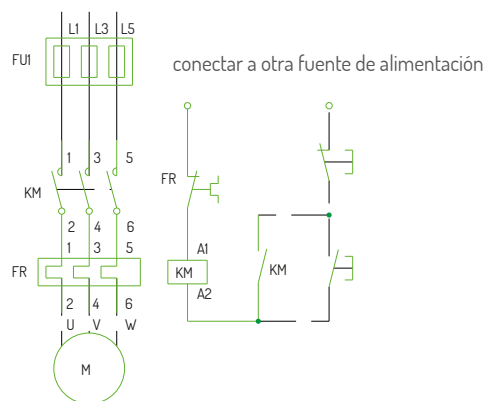 L1 L3 L5
FU1
conectar a otra fuente de alimentación
1 3 5
KM
2 4 6
FR
1 3 5
FR
2 4 6
U V W
M
A1
KM
A2
KM